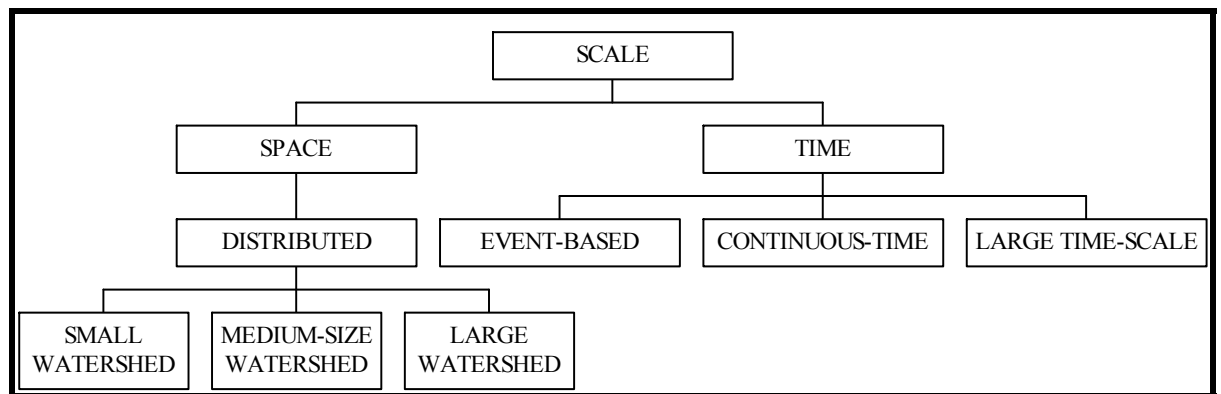 SCALE
SPACE
TIME
DISTRIBUTED
EVENT-BASED
CONTINUOUS-TIME
LARGE TIME-SCALE
SMALL
WATERSHED
MEDIUM-SIZE
WATERSHED
LARGE
WATERSHED